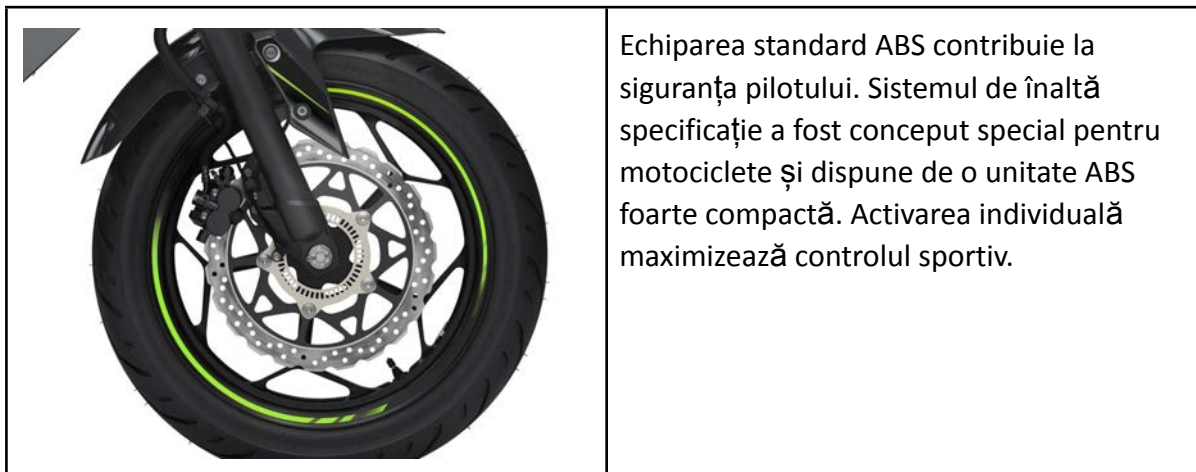 Echiparea standard ABS contribuie la
siguranța pilotului. Sistemul de înaltă
specificație a fost conceput special pentru
motociclete și dispune de o unitate ABS
foarte compactă. Activarea individuală
maximizează controlul sportiv.